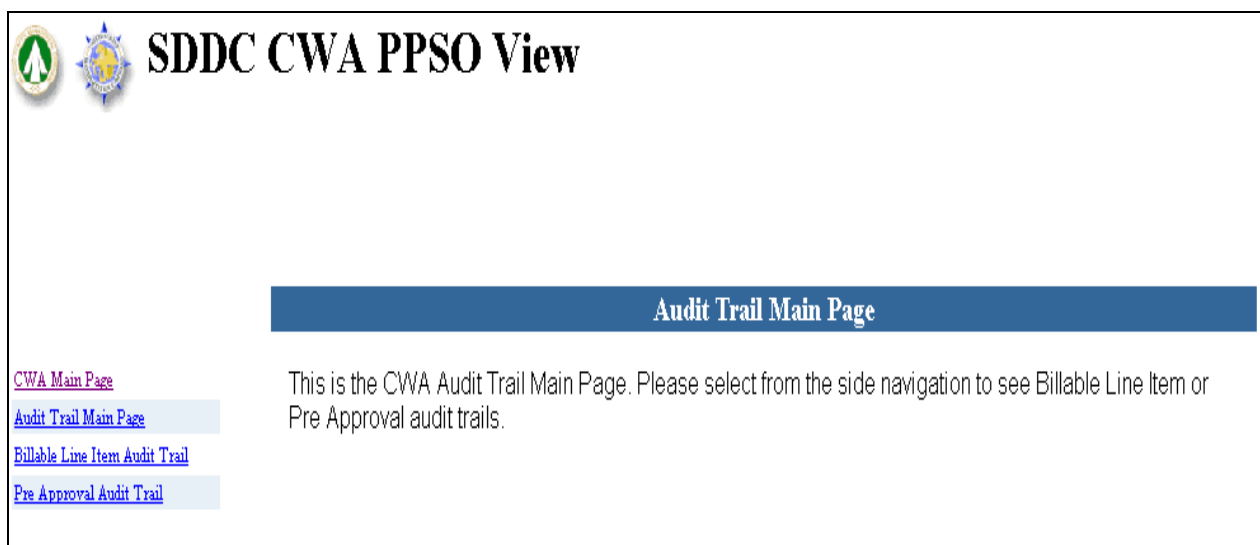 SDDC CWA PPSO View
Audit Trail Main Page
CWA Main Page
Audit Trail Main Page
Billable Line Item Audit Trail
Pre Approval Audit Trail
This is the CWA Audit Trail Main Page. Please select from the side navigation to see Billable Line Item or
Pre Approval audit trails.